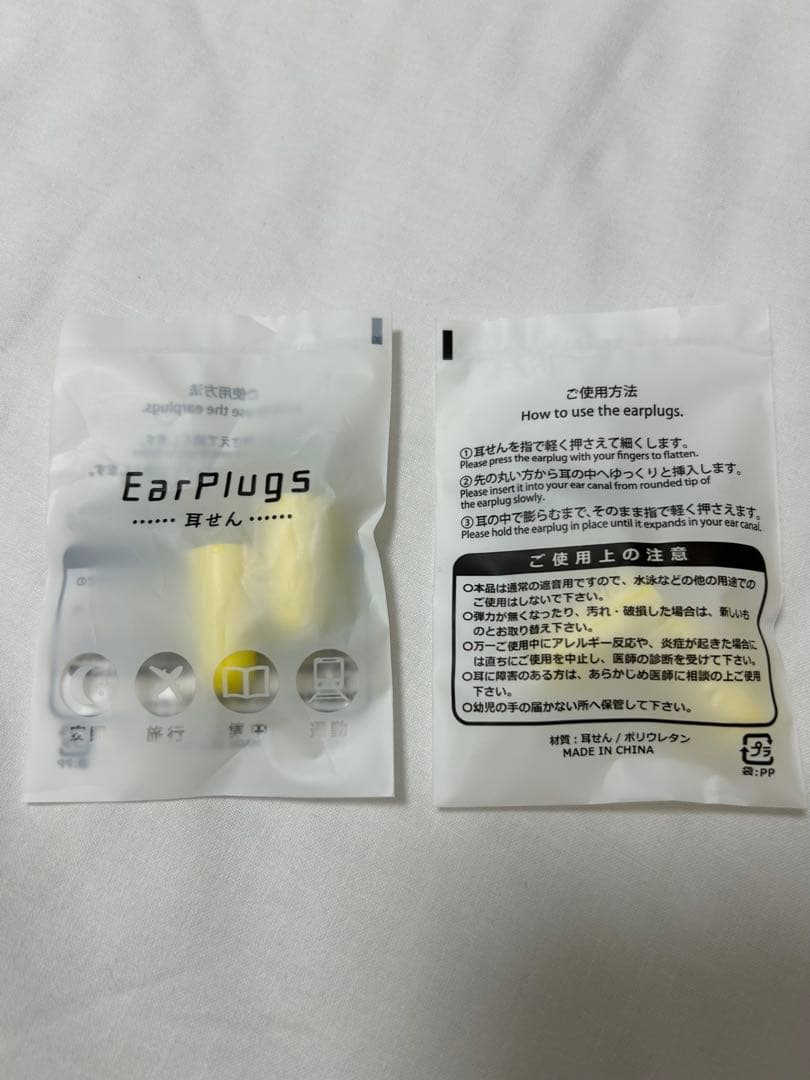 EarPlugs
耳せん
旅行
集中
通勤
ご使用方法
How to use the earplugs.
①耳せんを指で軽く押さえて細くします。
Please press the earplug with your fingers to flatten.
②先の丸い方から耳の中へゆっくりと挿入します。
Please insert it into your ear canal from rounded tip of
the earplug slowly.
③耳の中で膨らむまで、そのまま指で軽く押さえます。
Please hold the earplug in place until it expands in your ear canal.
ご使用上の注意
○本品は通常の遮音用ですので、水泳などの他の用途での
ご使用はしないで下さい。
○弾力が無くなったり、汚れ・破損した場合は、新しいも
のとお取り替え下さい。
○万一ご使用中にアレルギー反応や、炎症が起きた場合に
は直ちにご使用を中止し、医師の診断を受けて下さい。
○耳に障害のある方は、あらかじめ医師に相談の上ご使用
下さい。
○幼児の手の届かない所へ保管して下さい。
材質:耳せん/ポリウレタン
MADE IN CHINA
プラ
袋:PP